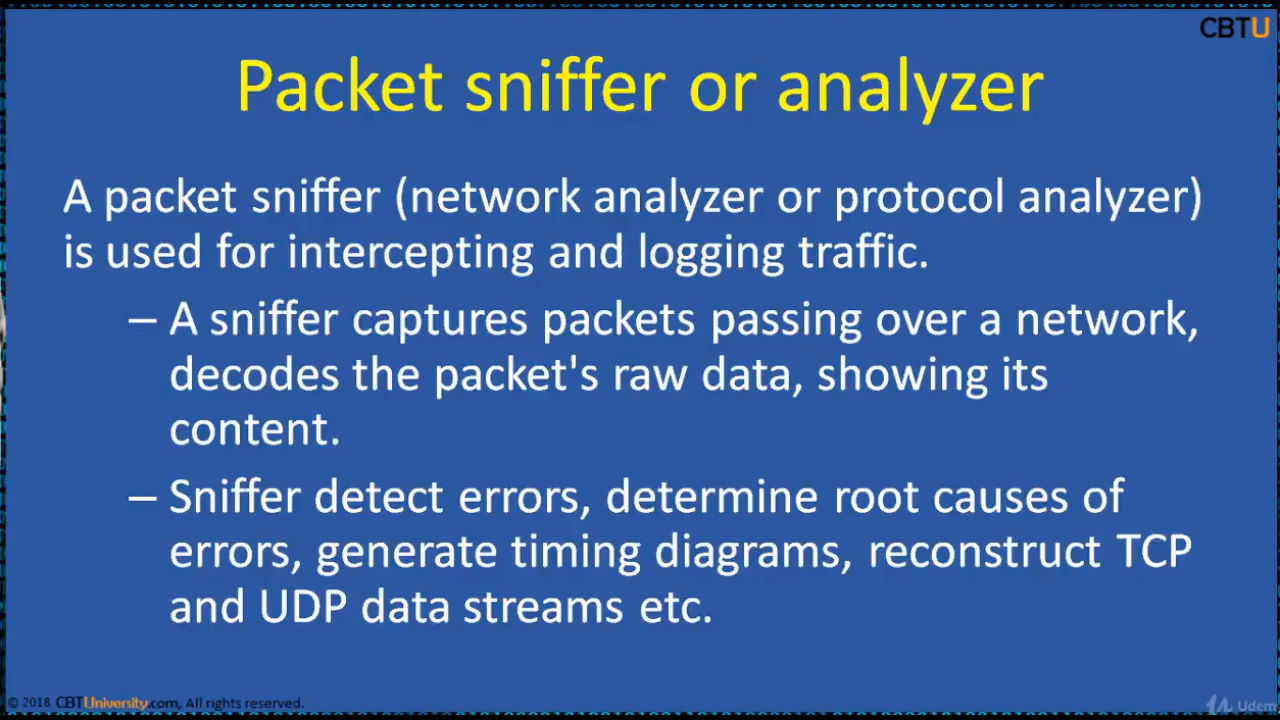 CBTU
Packet sniffer or analyzer
A packet sniffer (network analyzer or protocol analyzer)
is used for intercepting and logging traffic.
– A sniffer captures packets passing over a network,
decodes the packet's raw data, showing its
content.
– Sniffer detect errors, determine root causes of
errors, generate timing diagrams, reconstruct TCP
and UDP data streams etc.
© 2018 CBTUniversity.com, All rights reserved.
Udem